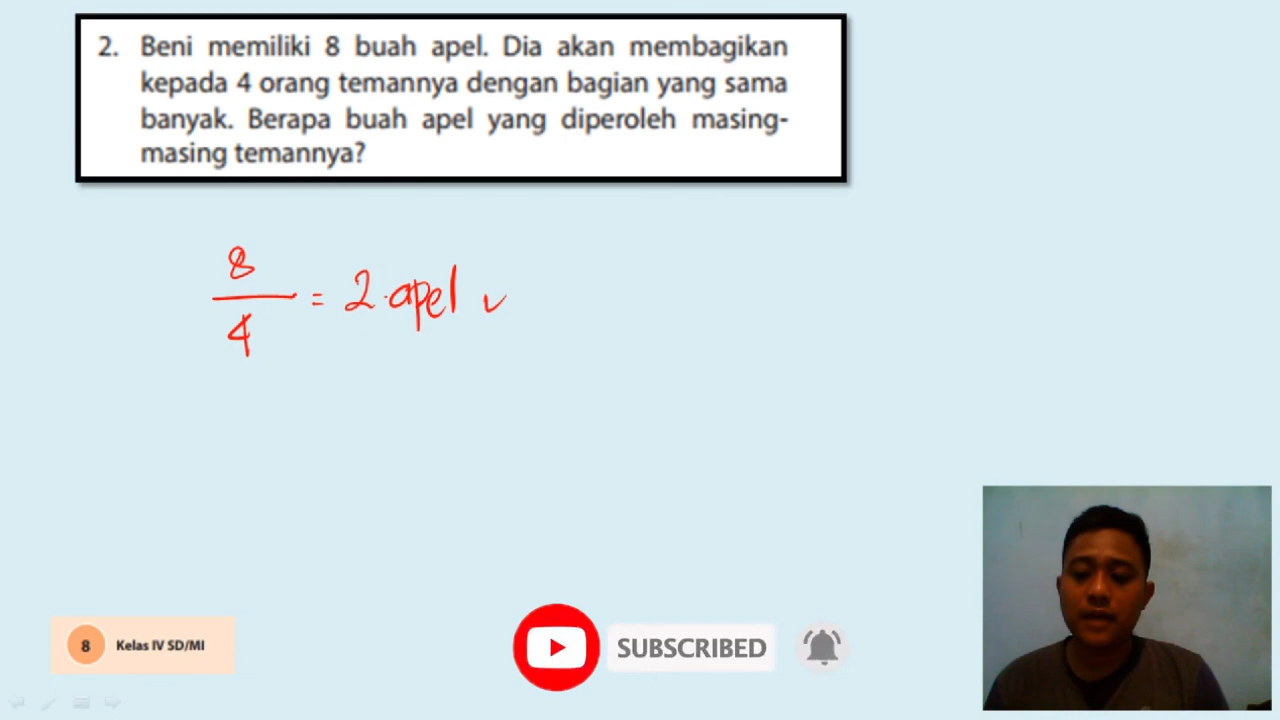 2. Beni memiliki 8 buah apel. Dia akan membagikan
kepada 4 orang temannya dengan bagian yang sama
banyak. Berapa buah apel yang diperoleh masing-
masing temannya?
8
4
= 2 apel
8 Kelas IV SD/MI
SUBSCRIBED